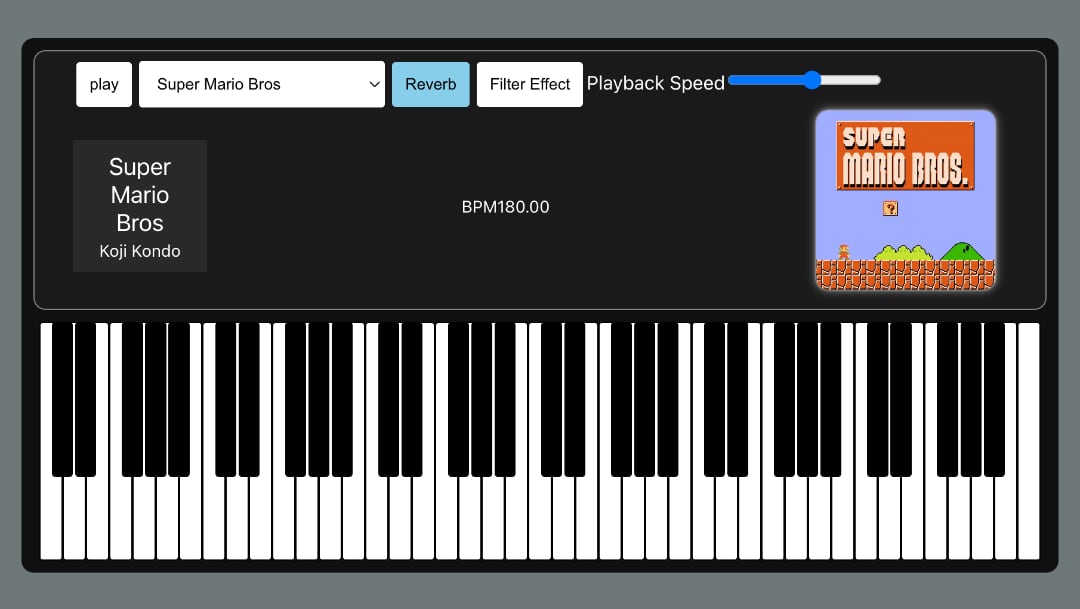 play
Super Mario Bros
Reverb
Filter Effect
Playback Speed
Super
Mario
Bros
Koji Kondo
BPM180.00
SUPER
MARIO BROS.
?